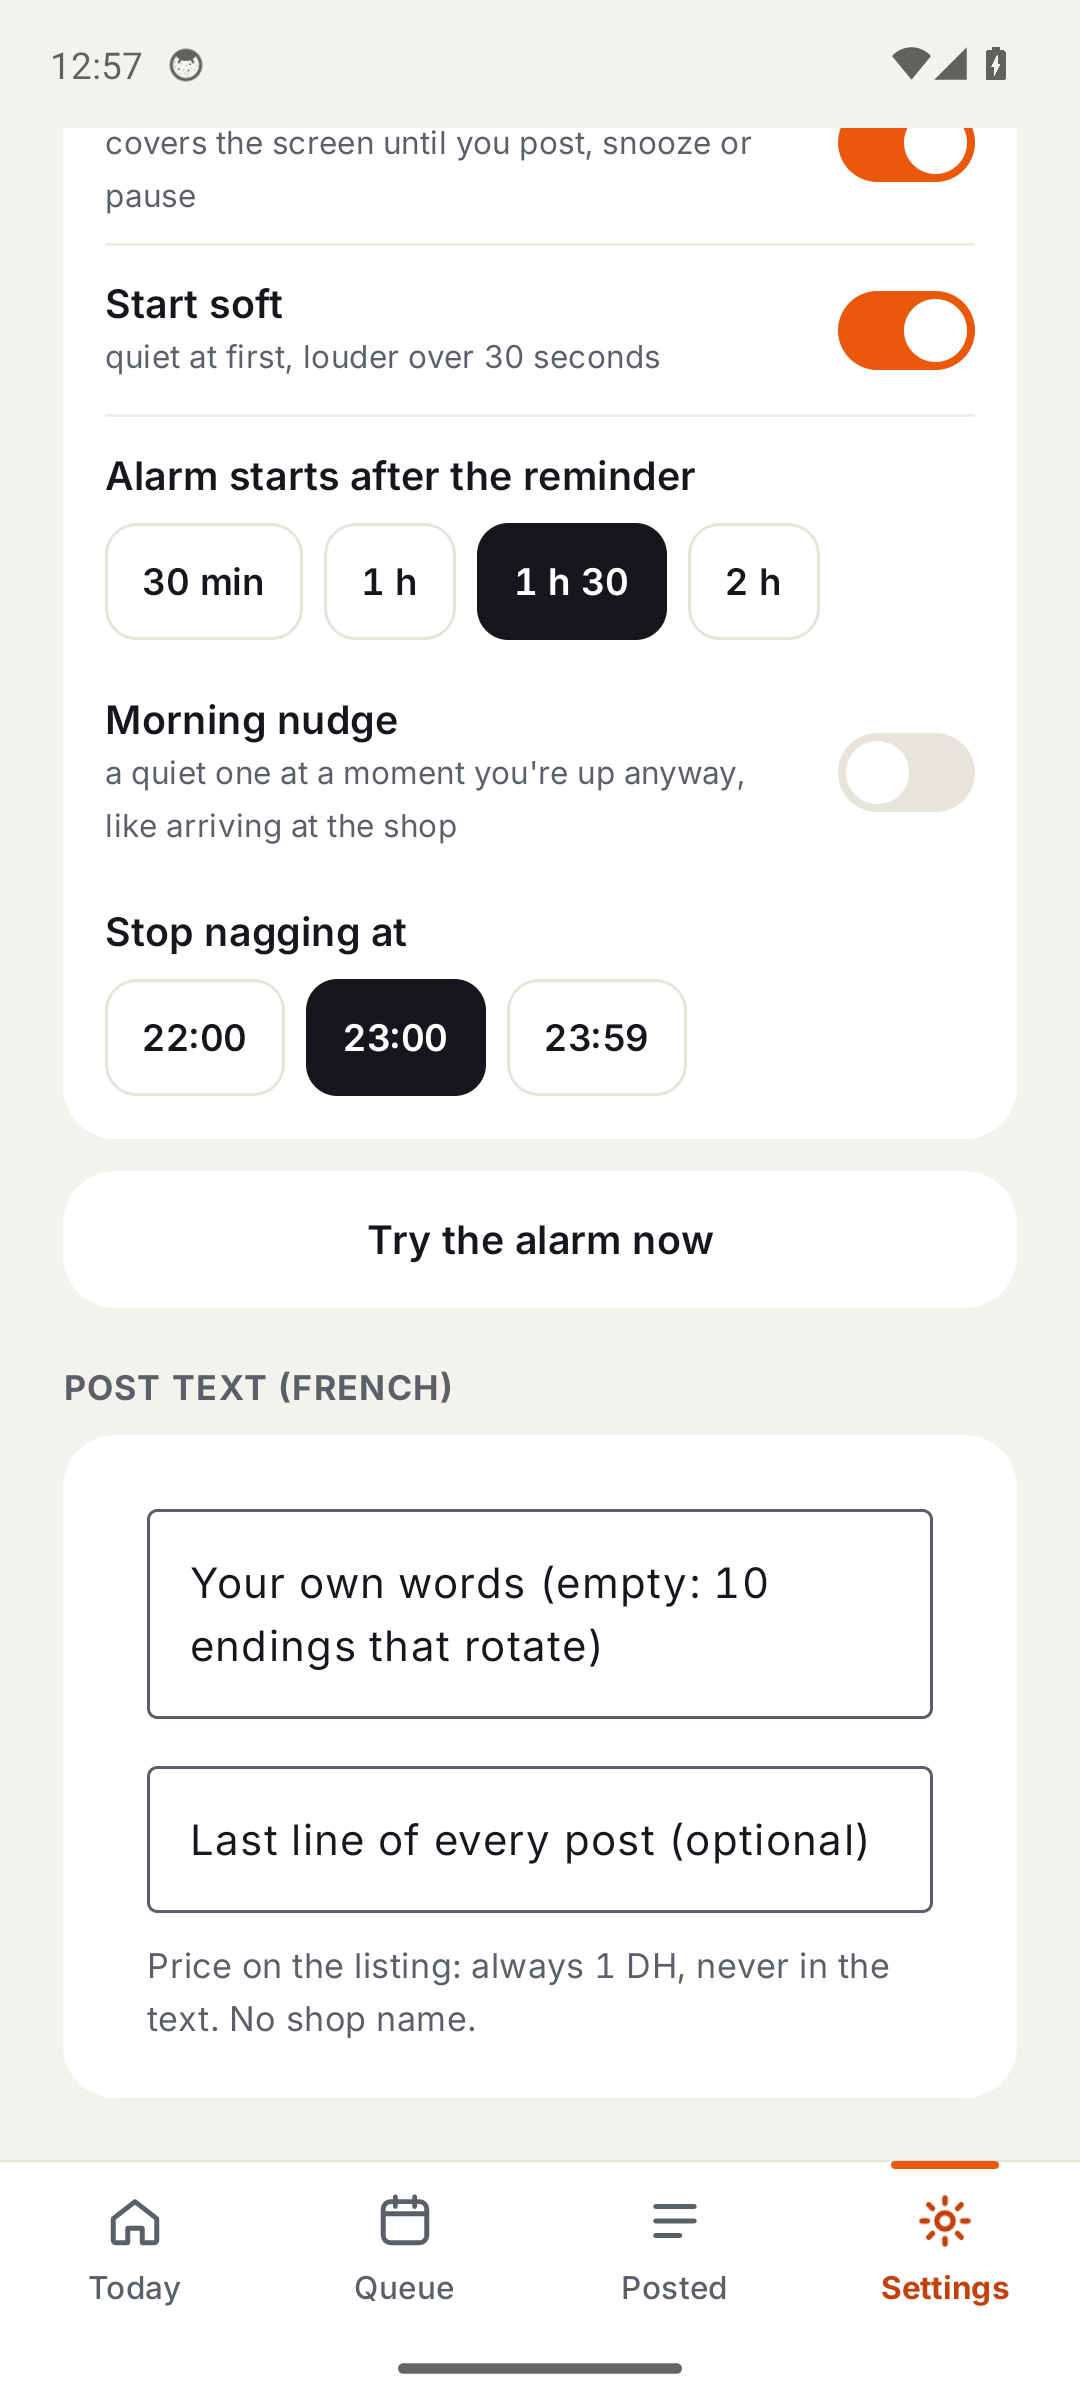 12:57
covers the screen until you post, snooze or
pause
Start soft
quiet at first, louder over 30 seconds
Alarm starts after the reminder
30 min 1 h 1 h 30 2 h
Morning nudge
a quiet one at a moment you're up anyway,
like arriving at the shop
Stop nagging at
22:00 23:00 23:59
Try the alarm now
POST TEXT (FRENCH)
Your own words (empty: 10
endings that rotate)
Last line of every post (optional)
Price on the listing: always 1 DH, never in the
text. No shop name.
Today Queue Posted Settings